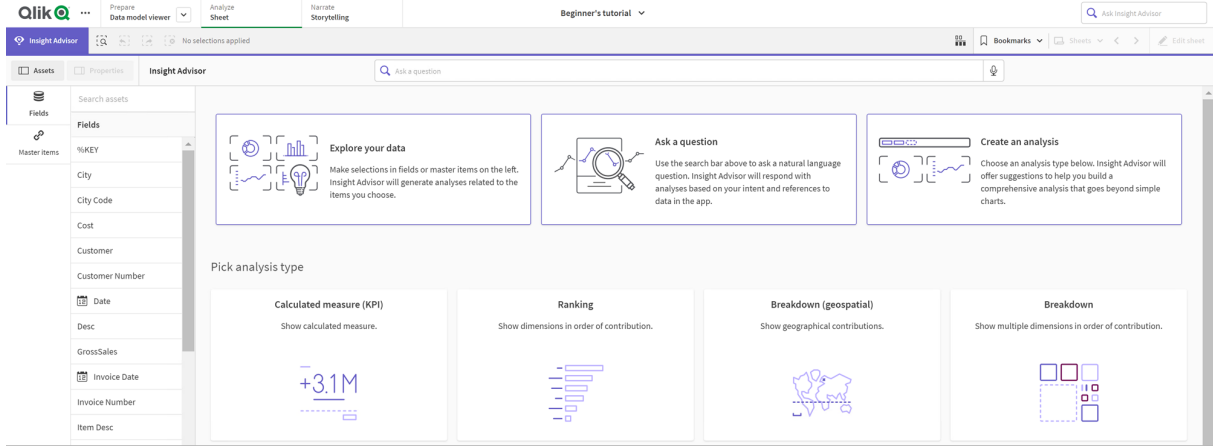 Qlik
Prepare
Data model viewer
Analyze
Sheet
Narrate
Storytelling
Beginner's tutorial
Ask Insight Advisor
Insight Advisor
No selections applied
Bookmarks
Sheets
Edit sheet
Assets
Properties
Insight Advisor
Ask a question
Fields
Master items
Search assets
Fields
%KEY
City
City Code
Cost
Customer
Customer Number
Date
Desc
GrossSales
Invoice Date
Invoice Number
Item Desc
Explore your data
Make selections in fields or master items on the left.
Insight Advisor will generate analyses related to the
items you choose.
Ask a question
Use the search bar above to ask a natural language
question. Insight Advisor will respond with
analyses based on your intent and references to
data in the app.
Create an analysis
Choose an analysis type below. Insight Advisor will
offer suggestions to help you build a
comprehensive analysis that goes beyond simple
charts.
Pick analysis type
Calculated measure (KPI)
Show calculated measure.
+3.1M
Ranking
Show dimensions in order of contribution.
Breakdown (geospatial)
Show geographical contributions.
Breakdown
Show multiple dimensions in order of contribution.